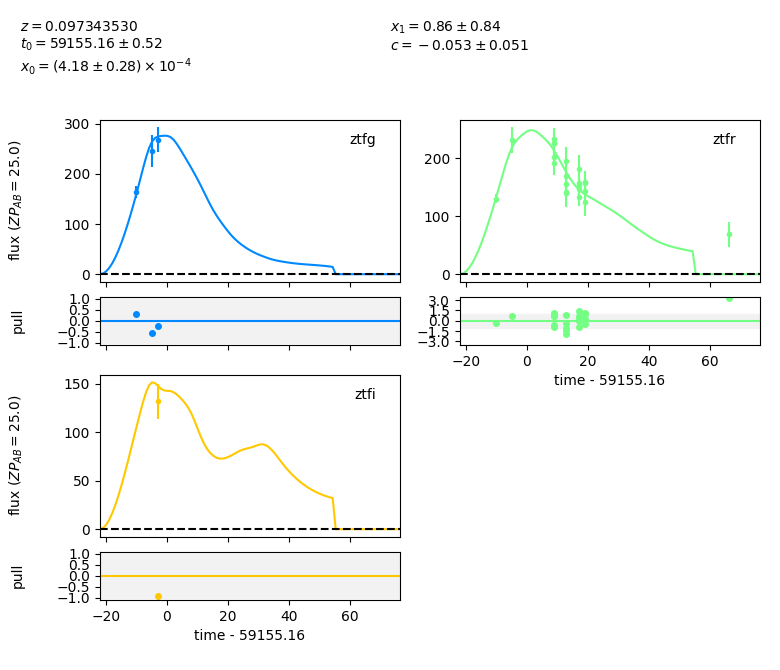 z = 0.097343530
t₀ = 59155.16 ± 0.52
x₀ = (4.18 ± 0.28) × 10⁻⁴
x₁ = 0.86 ± 0.84
c = −0.053 ± 0.051
flux (ZP_AB = 25.0)
300
200
100
0
ztfg
200
100
0
ztfr
pull
1.0
0.5
0.0
−0.5
−1.0
3.0
1.5
0.0
−1.5
−3.0
−20 0 20 40 60
time - 59155.16
flux (ZP_AB = 25.0)
150
100
50
0
ztfi
pull
1.0
0.5
0.0
−0.5
−1.0
−20 0 20 40 60
time - 59155.16